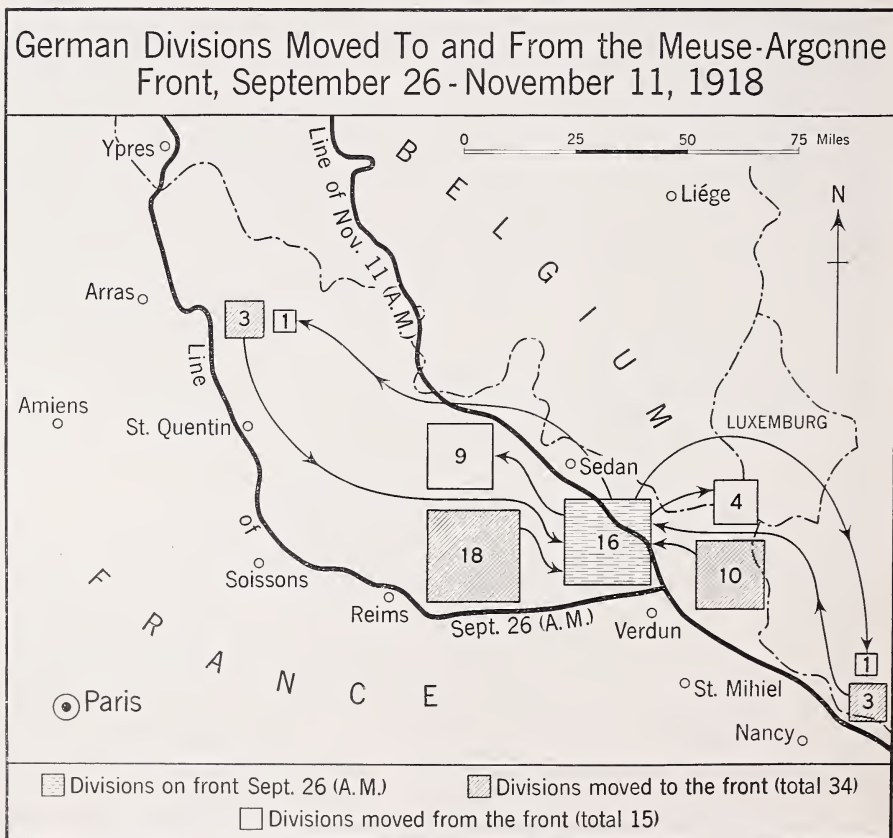 German Divisions Moved To and From the Meuse-Argonne
Front, September 26 - November 11, 1918
0 25 50 75 Miles
Ypres
Line of Nov. 11 (A.M.)
BELGIUM
Liége
N
Arras
3
1
Line of Sept. 26 (A.M.)
Amiens
St. Quentin
LUXEMBURG
9
Sedan
4
18
16
10
Soissons
Reims
Verdun
FRANCE
1
St. Mihiel
3
Paris
Nancy
Divisions on front Sept. 26 (A.M.)
Divisions moved to the front (total 34)
Divisions moved from the front (total 15)